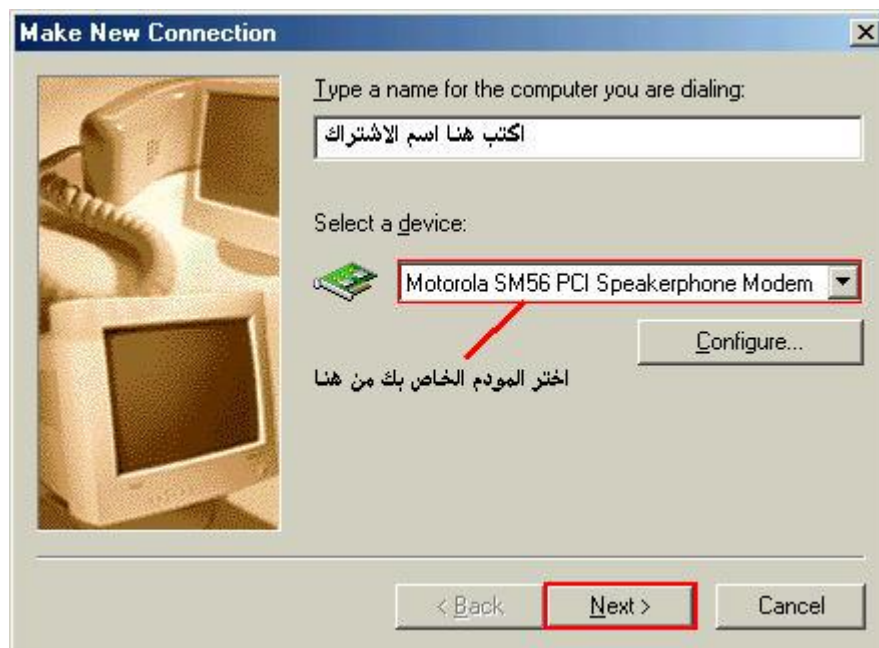 Make New Connection
Type a name for the computer you are dialing:
اكتب هنا اسم الاشتراك
Select a device:
Motorola SM56 PCI Speakerphone Modem
Configure...
اختر المودم الخاص بك من هنا
< Back
Next >
Cancel